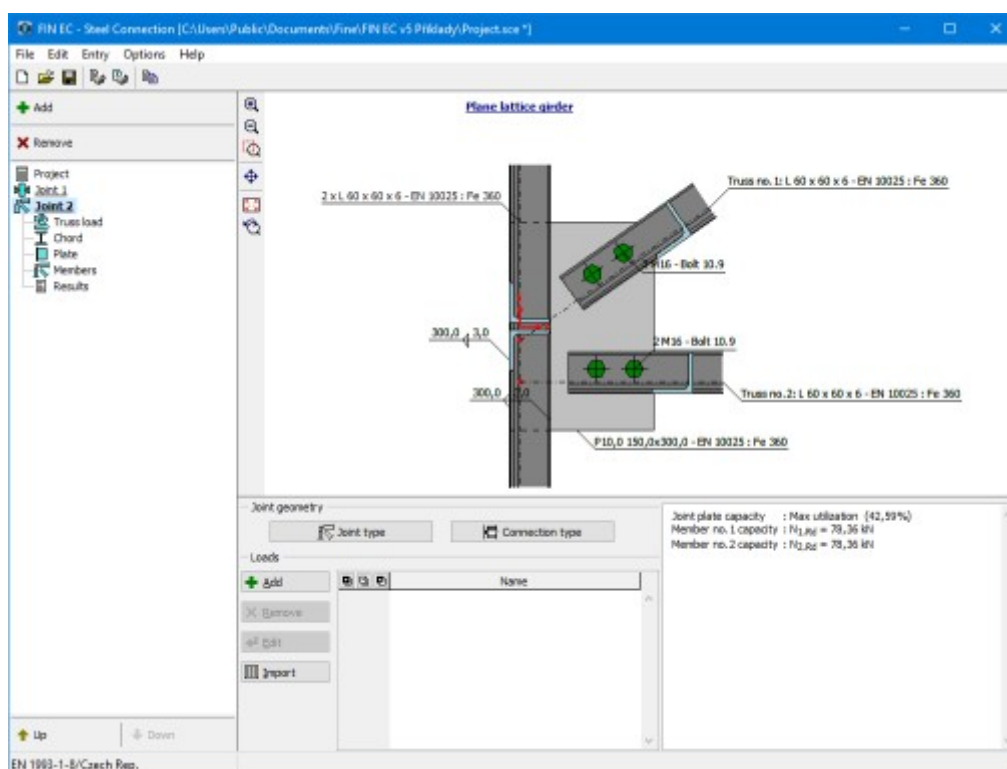 FIN EC - Steel Connection [C:\Users\Public\Documents\Fine\FIN EC v5 Příklady\Project.sce *]
File Edit Entry Options Help
Add
Remove
Project
Joint 1
Joint 2
Truss load
Chord
Plate
Members
Results
Up
Down
Plane lattice girder
2 x L 60 x 60 x 6 - EN 10025 : Fe 360
Truss no. 1: L 60 x 60 x 6 - EN 10025 : Fe 360
M16 - Bolt 10.9
300,0 3,0
2 M16 - Bolt 10.9
300,0
Truss no. 2: L 60 x 60 x 6 - EN 10025 : Fe 360
P10,0 150,0x300,0 - EN 10025 : Fe 360
Joint geometry
Joint type
Connection type
Loads
Add
Remove
Edit
Import
Name
Joint plate capacity : Max utilization (42,59%)
Member no. 1 capacity : N1,Rd = 78,36 kN
Member no. 2 capacity : N2,Rd = 78,36 kN
EN 1993-1-8/Czech Rep.